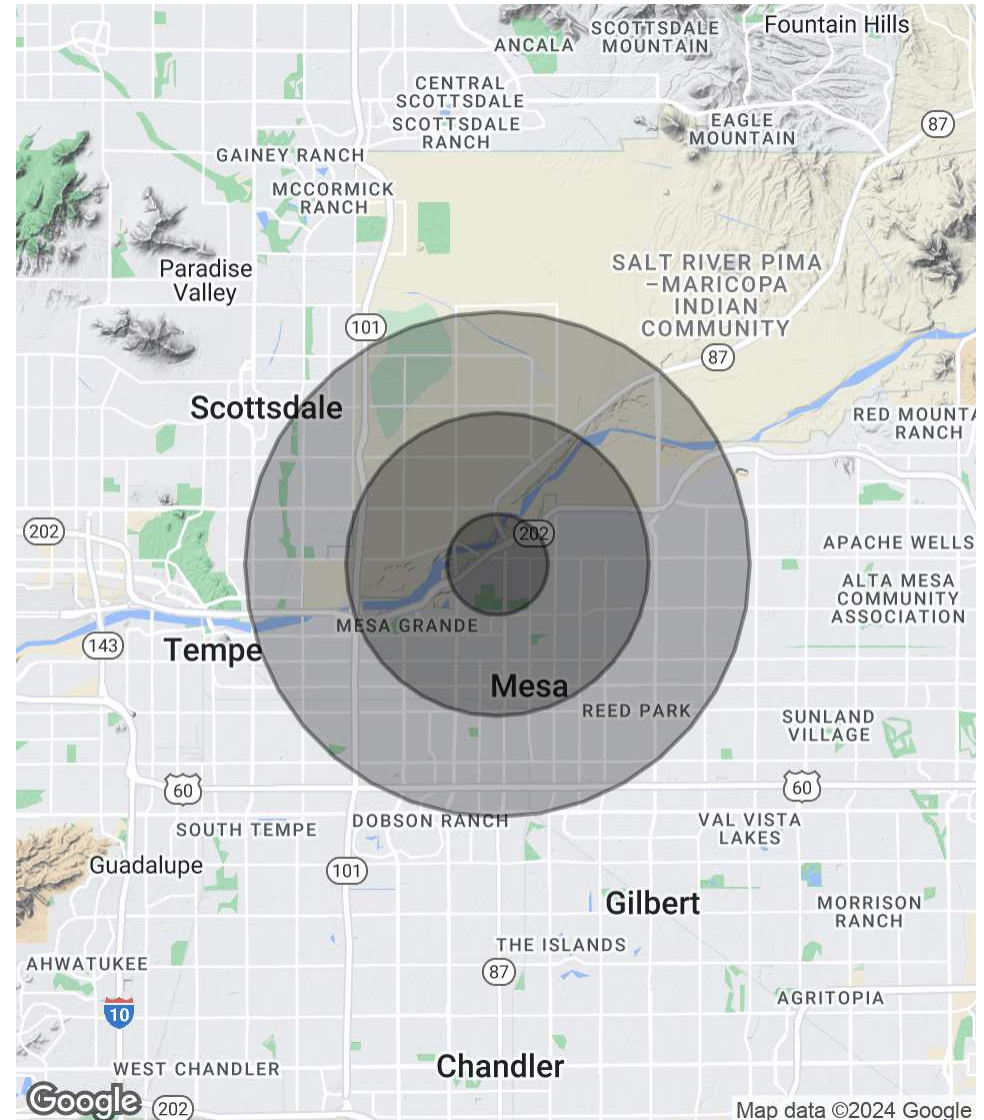 Fountain Hills
SCOTTSDALE
MOUNTAIN
ANCALA
CENTRAL
SCOTTSDALE
SCOTTSDALE
RANCH
EAGLE
MOUNTAIN
87
GAINEY RANCH
MCCORMICK
RANCH
Paradise
Valley
SALT RIVER PIMA
–MARICOPA
INDIAN
COMMUNITY
101
87
Scottsdale
RED MOUNTA
RANCH
202
202
APACHE WELLS
ALTA MESA
COMMUNITY
ASSOCIATION
MESA GRANDE
143
Tempe
Mesa
REED PARK
SUNLAND
VILLAGE
60
60
SOUTH TEMPE
DOBSON RANCH
VAL VISTA
LAKES
Guadalupe
101
Gilbert
MORRISON
RANCH
THE ISLANDS
AHWATUKEE
87
AGRITOPIA
10
WEST CHANDLER
Chandler
Google
202
Map data ©2024 Google